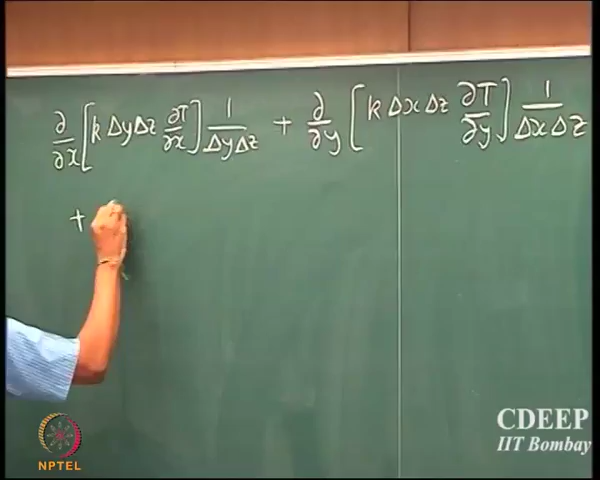 ∂/∂x [k Δy Δz ∂T/∂x] 1/(Δy Δz) + ∂/∂y [k Δx Δz ∂T/∂y] 1/(Δx Δz)
+
CDEEP
IIT Bombay
NPTEL